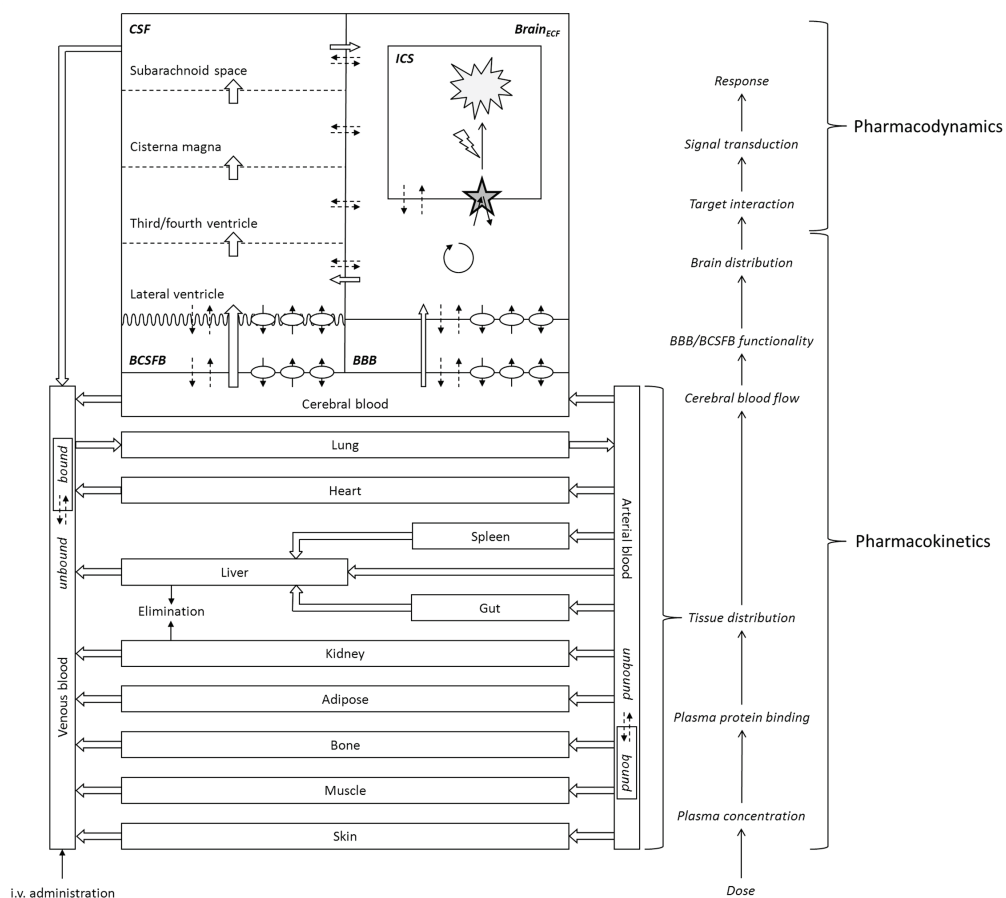 CSF
Brain ECF
ICS
Subarachnoid space
Cisterna magna
Third/fourth ventricle
Lateral ventricle
BCSFB
BBB
Cerebral blood
Lung
Heart
Spleen
Liver
Gut
Elimination
Kidney
Adipose
Bone
Muscle
Skin
bound
unbound
Venous blood
i.v. administration
Arterial blood
unbound
bound
Response
Signal transduction
Target interaction
Brain distribution
BBB/BCSFB functionality
Cerebral blood flow
Tissue distribution
Plasma protein binding
Plasma concentration
Dose
Pharmacodynamics
Pharmacokinetics